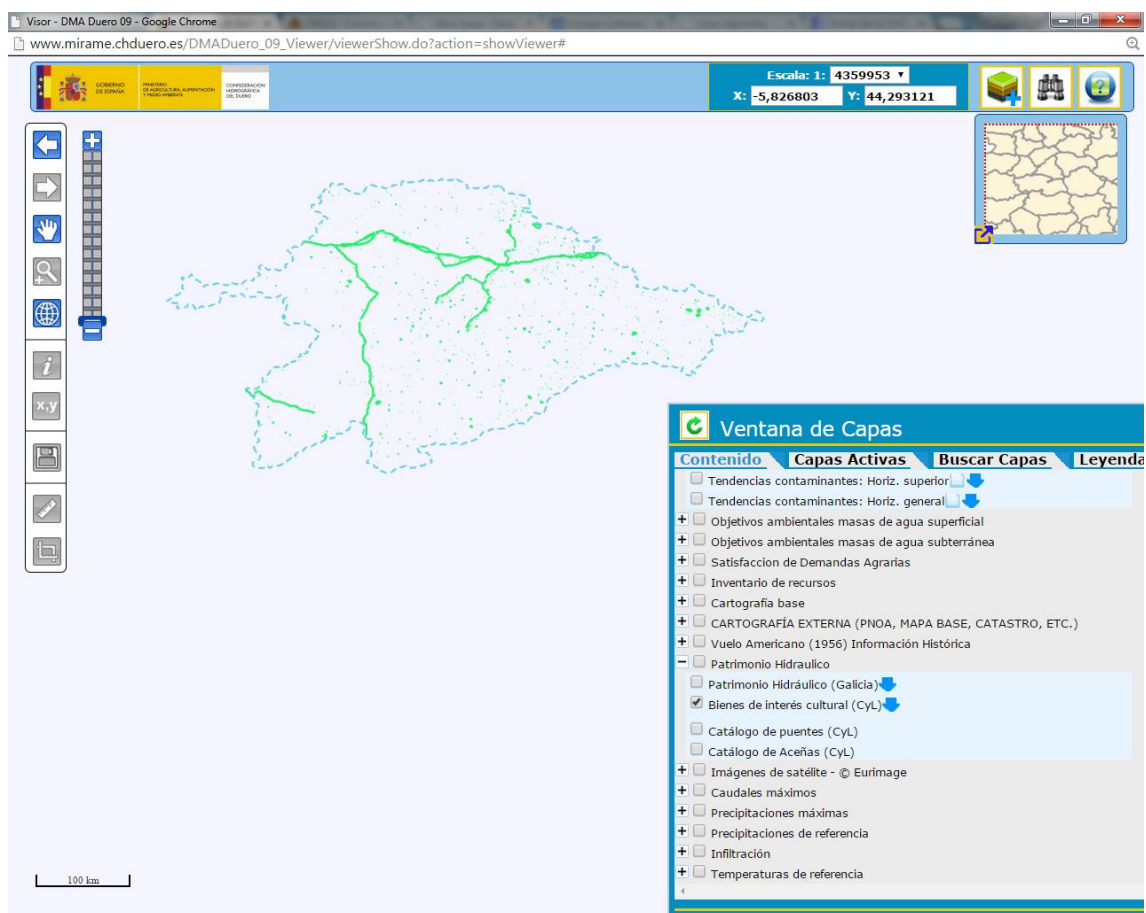 Visor - DMA Duero 09 - Google Chrome
www.mirame.chduero.es/DMADuero_09_Viewer/viewerShow.do?action=showViewer#
GOBIERNO
DE ESPAÑA
MINISTERIO
DE AGRICULTURA, ALIMENTACIÓN
Y MEDIO AMBIENTE
CONFEDERACIÓN
HIDROGRÁFICA
DEL DUERO
Escala: 1: 4359953
X: -5,826803 Y: 44,293121
i
x,y
Ventana de Capas
Contenido Capas Activas Buscar Capas Leyenda
Tendencias contaminantes: Horiz. superior
Tendencias contaminantes: Horiz. general
Objetivos ambientales masas de agua superficial
Objetivos ambientales masas de agua subterránea
Satisfaccion de Demandas Agrarias
Inventario de recursos
Cartografía base
CARTOGRAFÍA EXTERNA (PNOA, MAPA BASE, CATASTRO, ETC.)
Vuelo Americano (1956) Información Histórica
Patrimonio Hidraulico
Patrimonio Hidráulico (Galicia)
Bienes de interés cultural (CyL)
Catálogo de puentes (CyL)
Catálogo de Aceñas (CyL)
Imágenes de satélite - © Eurimage
Caudales máximos
Precipitaciones máximas
Precipitaciones de referencia
Infiltración
Temperaturas de referencia
100 km